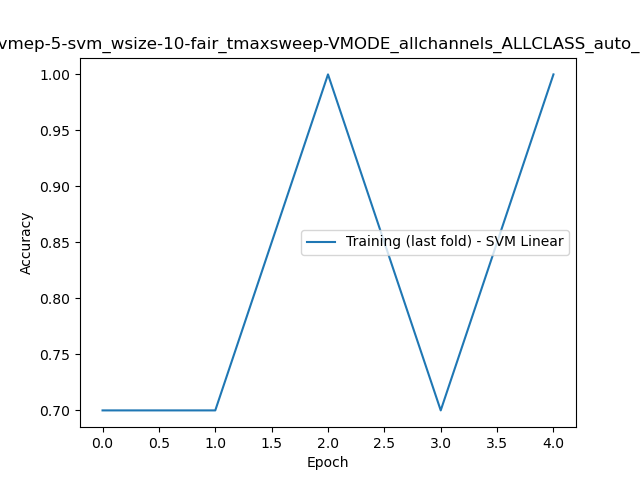 vmep-5-svm_wsize-10-fair_tmaxsweep-VMODE_allchannels_ALLCLASS_auto_
1.00
0.95
0.90
0.85
0.80
0.75
0.70
Accuracy
Training (last fold) - SVM Linear
0.0 0.5 1.0 1.5 2.0 2.5 3.0 3.5 4.0
Epoch